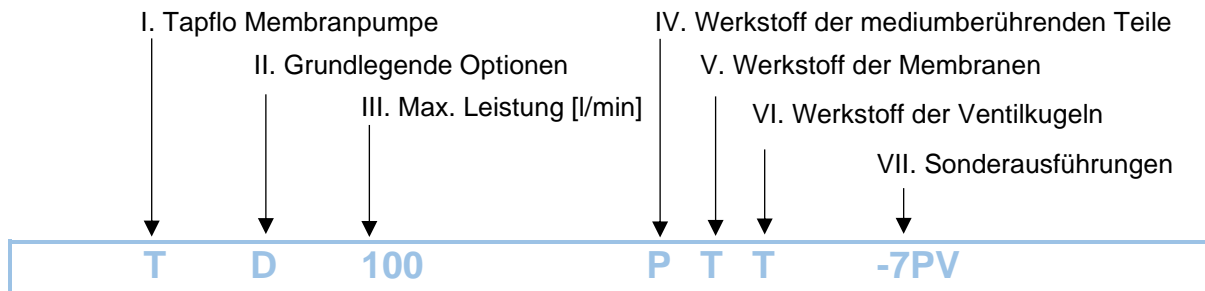 I. Tapflo Membranpumpe
IV. Werkstoff der mediumberührenden Teile
II. Grundlegende Optionen
V. Werkstoff der Membranen
III. Max. Leistung [l/min]
VI. Werkstoff der Ventilkugeln
VII. Sonderausführungen
T D 100 P T T -7PV